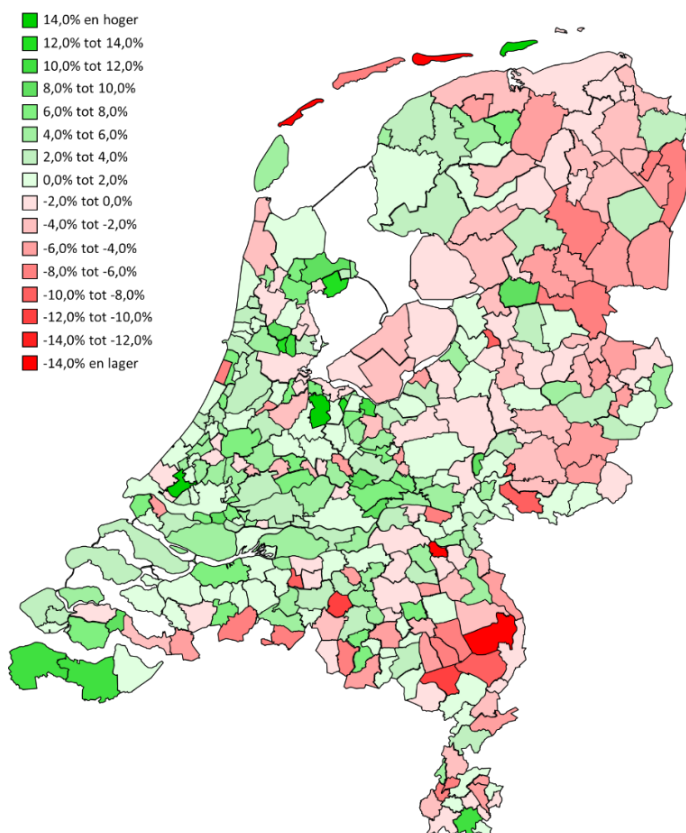 14,0% en hoger
12,0% tot 14,0%
10,0% tot 12,0%
8,0% tot 10,0%
6,0% tot 8,0%
4,0% tot 6,0%
2,0% tot 4,0%
0,0% tot 2,0%
-2,0% tot 0,0%
-4,0% tot -2,0%
-6,0% tot -4,0%
-8,0% tot -6,0%
-10,0% tot -8,0%
-12,0% tot -10,0%
-14,0% tot -12,0%
-14,0% en lager